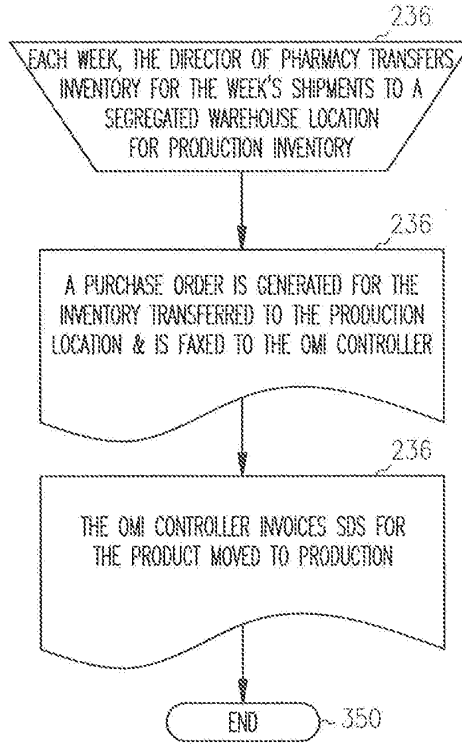 236
EACH WEEK, THE DIRECTOR OF PHARMACY TRANSFERS
INVENTORY FOR THE WEEK'S SHIPMENTS TO A
SEGREGATED WAREHOUSE LOCATION
FOR PRODUCTION INVENTORY
236
A PURCHASE ORDER IS GENERATED FOR THE
INVENTORY TRANSFERRED TO THE PRODUCTION
LOCATION & IS FAXED TO THE OMI CONTROLLER
236
THE OMI CONTROLLER INVOICES SDS FOR
THE PRODUCT MOVED TO PRODUCTION
END
350